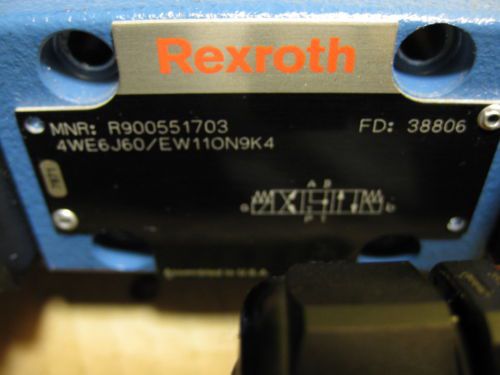 Rexroth
MNR: R900551703 FD: 38806
4WE6J60/EW110N9K4
A B
a b
P T
U.S.A.